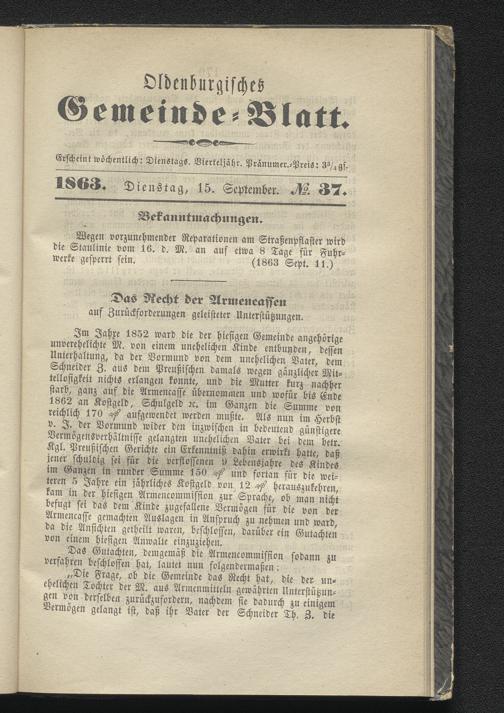 Oldenburgisches
Gemeinde-Blatt.
Erscheint wöchentlich: Dienstags. Vierteljähr. Pränumer.-Preis: 3¾ gs.
1863. Dienstag, 15. September. № 37.
Bekanntmachungen.
Wegen vorzunehmender Reparationen am Straßenpflaster wird
die Staulinie vom 16. d. M. an auf etwa 8 Tage für Fuhr-
werke gesperrt sein. (1863 Sept. 11.)
Das Recht der Armencassen
auf Zurückforderungen geleisteter Unterstützungen.
Im Jahre 1852 ward die der hiesigen Gemeinde angehörige
unverehelichte M. von einem unehelichen Kinde entbunden, dessen
Unterhaltung, da der Vormund von dem unehelichen Vater, dem
Schneider Z. aus dem Preußischen damals wegen gänzlicher Mit-
tellosigkeit nichts erlangen konnte, und die Mutter kurz nachher
starb, ganz auf die Armencasse übernommen und wofür bis Ende
1862 an Kostgeld, Schulgeld ꝛc. im Ganzen die Summe von
reichlich 170 ₰ aufgewendet werden mußte. Als nun im Herbst
v. J. der Vormund wider den inzwischen in bedeutend günstigere
Vermögensverhältnisse gelangten unehelichen Vater bei dem betr.
Kgl. Preußischen Gerichte ein Erkenntniß dahin erwirkt hatte, daß
jener schuldig sei für die verflossenen 9 Lebensjahre des Kindes
im Ganzen in runder Summe 150 ₰ und fortan für die wei-
teren 5 Jahre ein jährliches Kostgeld von 12 ₰ herauszukehren,
kam in der hiesigen Armencommission zur Sprache, ob man nicht
befugt sei das dem Kinde zugefallene Vermögen für die von der
Armencasse gemachten Auslagen in Anspruch zu nehmen und ward,
da die Ansichten getheilt waren, beschlossen, darüber ein Gutachten
von einem hiesigen Anwalte einzuziehen.
Das Gutachten, demgemäß die Armencommission sodann zu
verfahren beschlossen hat, lautet nun folgendermaßen:
„Die Frage, ob die Gemeinde das Recht hat, die der un-
ehelichen Tochter der M. aus Armenmitteln gewährten Unterstützun-
gen von derselben zurückzufordern, nachdem sie dadurch zu einigem
Vermögen gelangt ist, daß ihr Vater der Schneider Th. Z. die